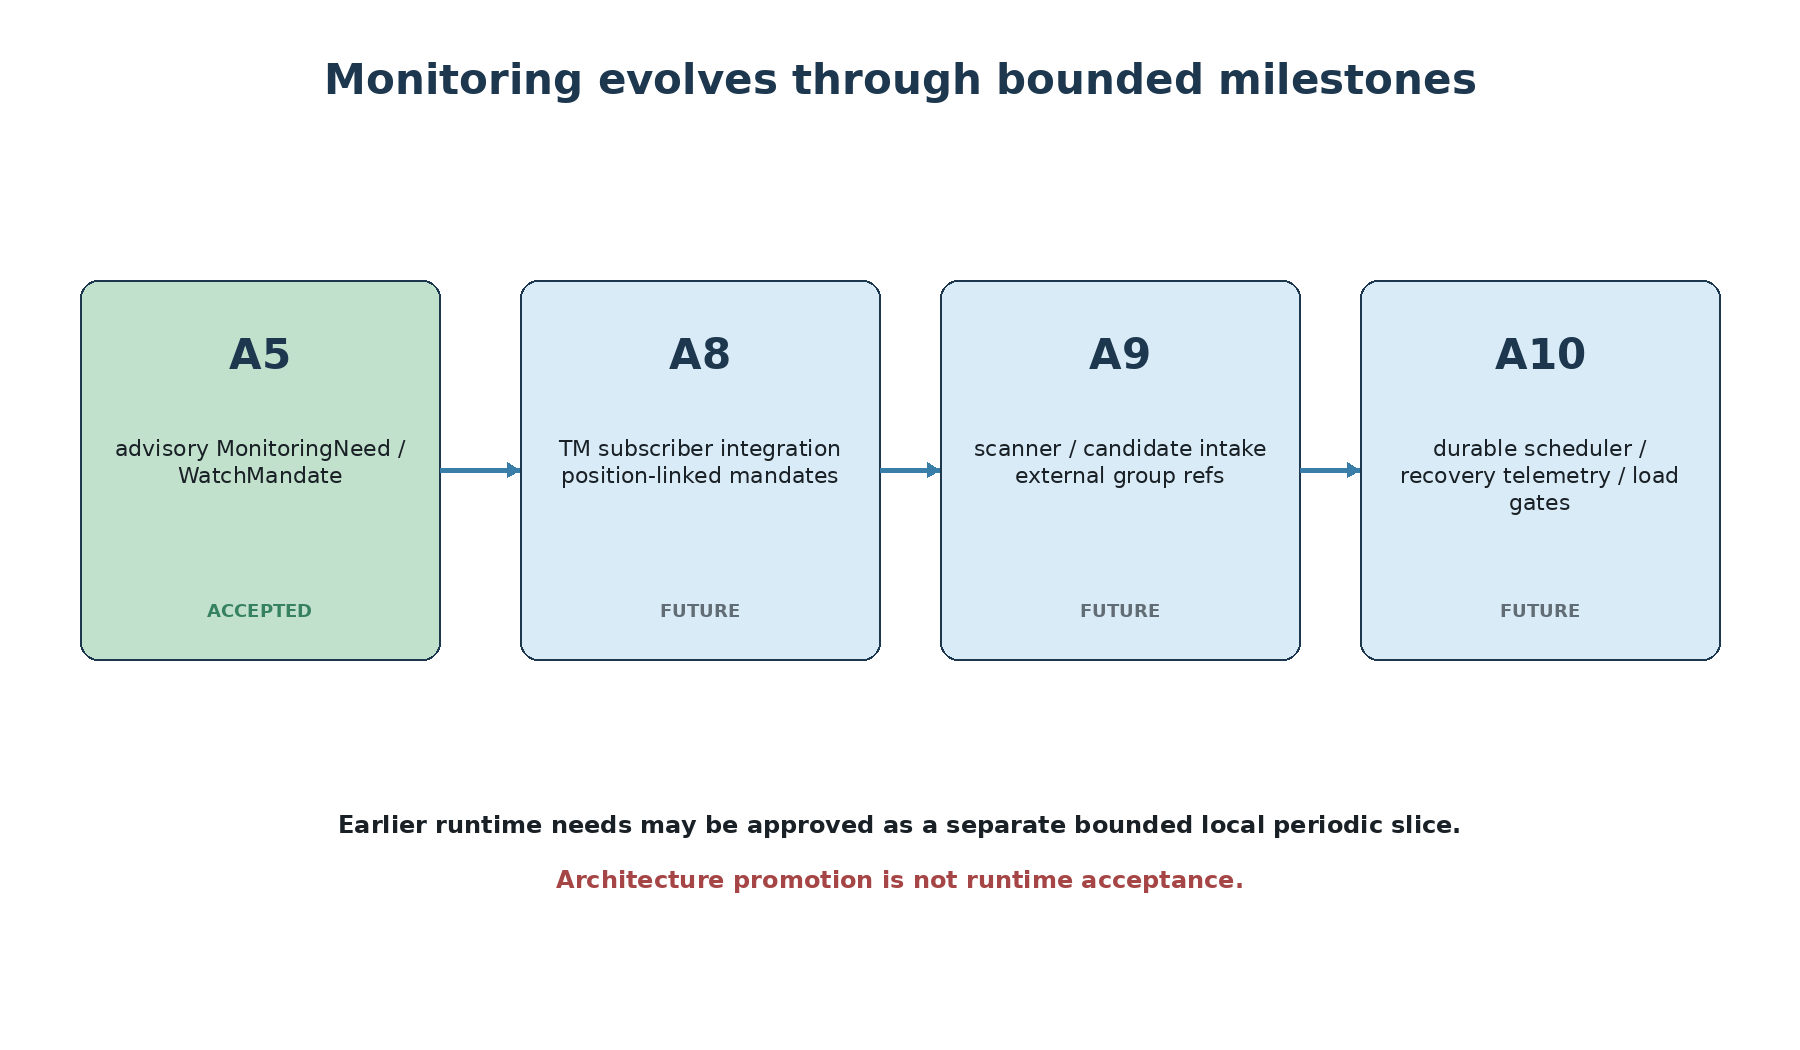 Monitoring evolves through bounded milestones
A5
advisory MonitoringNeed /
WatchMandate
ACCEPTED
A8
TM subscriber integration
position-linked mandates
FUTURE
A9
scanner / candidate intake
external group refs
FUTURE
A10
durable scheduler /
recovery telemetry / load
gates
FUTURE
Earlier runtime needs may be approved as a separate bounded local periodic slice.
Architecture promotion is not runtime acceptance.